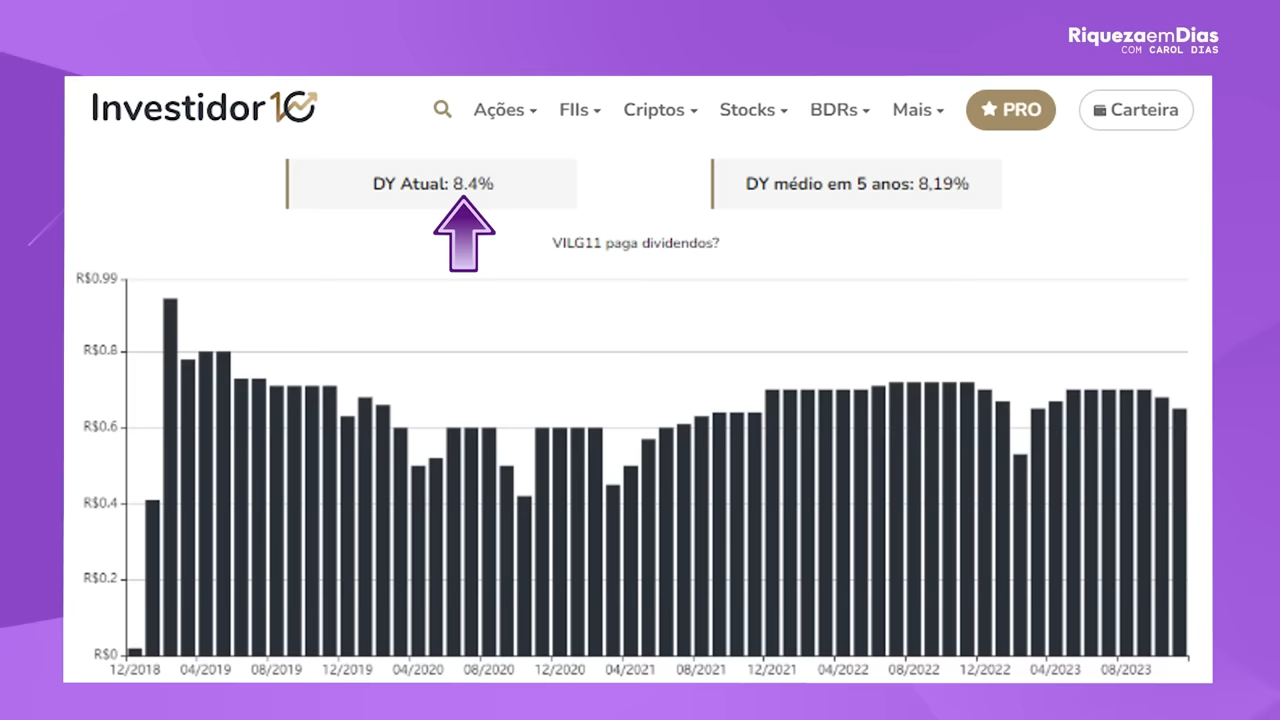 RiquezaemDias
COM CAROL DIAS
Investidor 10
Ações
FIIs
Criptos
Stocks
BDRs
Mais
PRO
Carteira
DY Atual: 8.4%
DY médio em 5 anos: 8,19%
VILG11 paga dividendos?
R$0.99
R$0.8
R$0.6
R$0.4
R$0.2
R$0
12/2018 04/2019 08/2019 12/2019 04/2020 08/2020 12/2020 04/2021 08/2021 12/2021 04/2022 08/2022 12/2022 04/2023 08/2023